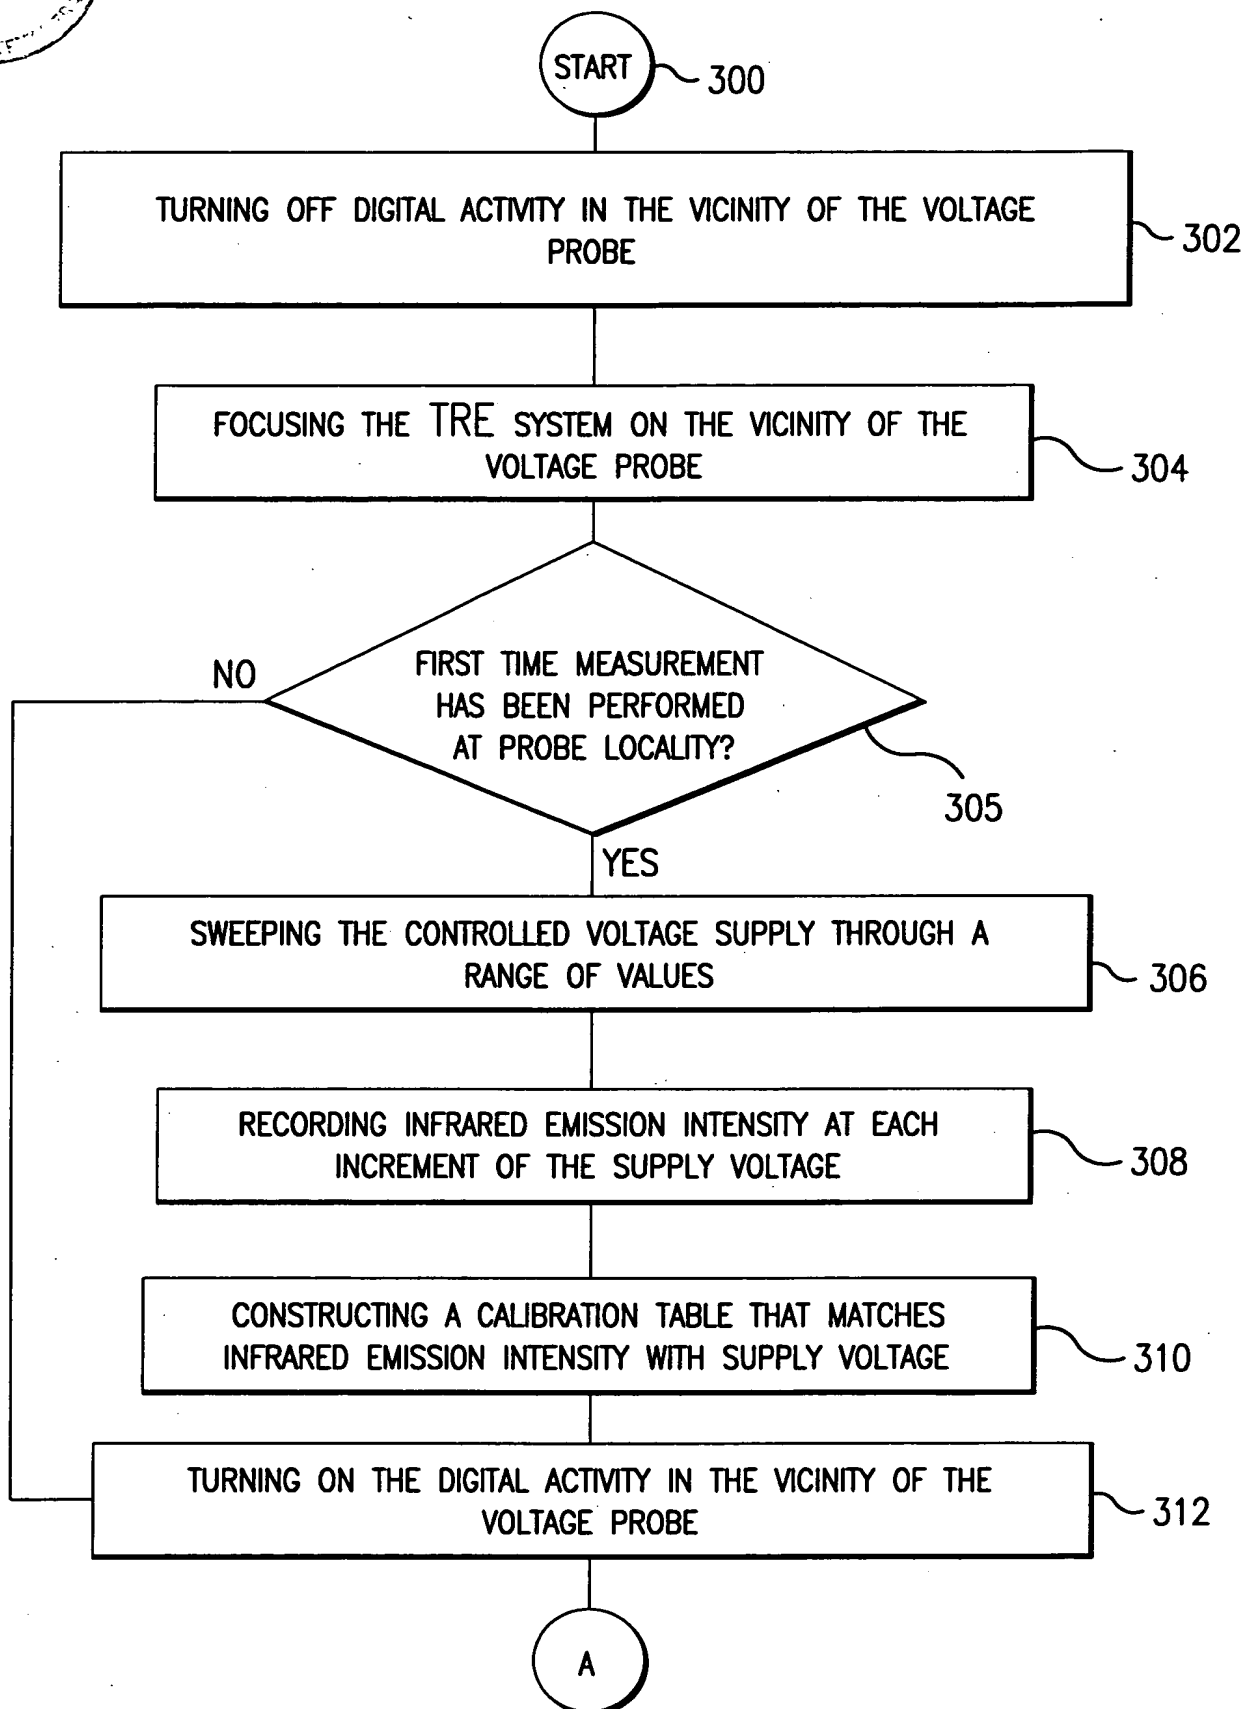 START
300
TURNING OFF DIGITAL ACTIVITY IN THE VICINITY OF THE VOLTAGE
PROBE
302
FOCUSING THE TRE SYSTEM ON THE VICINITY OF THE
VOLTAGE PROBE
304
NO
FIRST TIME MEASUREMENT
HAS BEEN PERFORMED
AT PROBE LOCALITY?
305
YES
SWEEPING THE CONTROLLED VOLTAGE SUPPLY THROUGH A
RANGE OF VALUES
306
RECORDING INFRARED EMISSION INTENSITY AT EACH
INCREMENT OF THE SUPPLY VOLTAGE
308
CONSTRUCTING A CALIBRATION TABLE THAT MATCHES
INFRARED EMISSION INTENSITY WITH SUPPLY VOLTAGE
310
TURNING ON THE DIGITAL ACTIVITY IN THE VICINITY OF THE
VOLTAGE PROBE
312
A